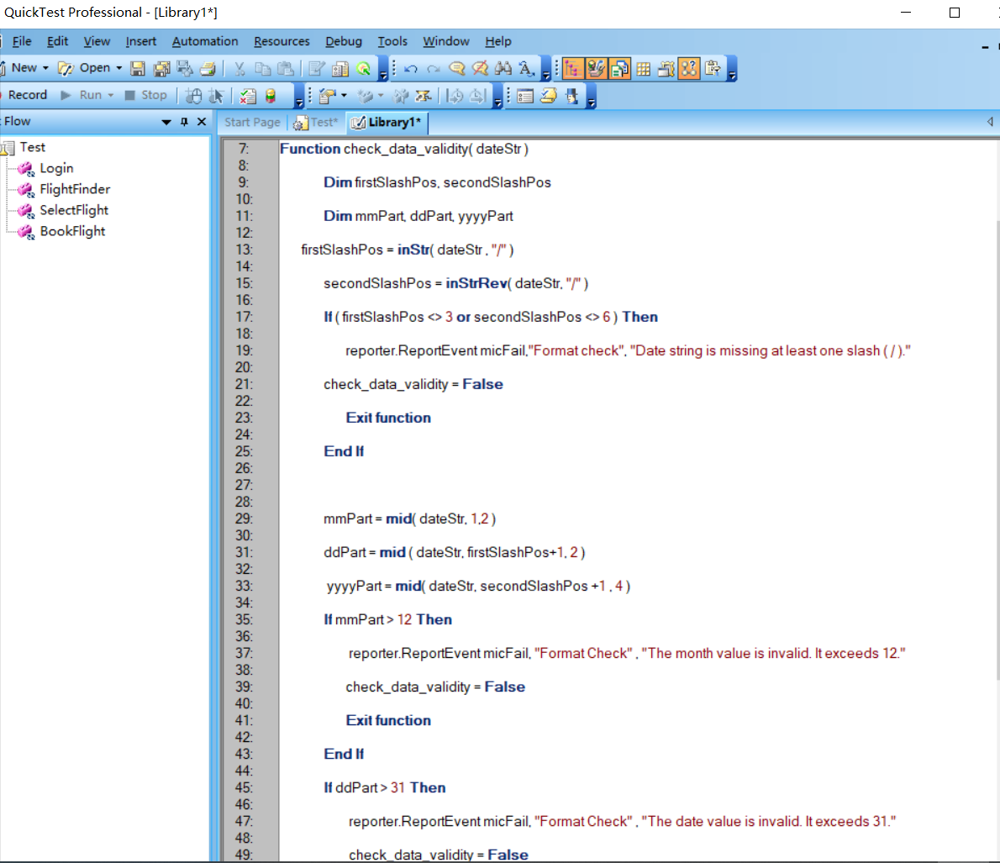 QuickTest Professional - [Library1*]
File Edit View Insert Automation Resources Debug Tools Window Help
New Open
Record Run Stop
Flow
Start Page Test* Library1*
Test
Login
FlightFinder
SelectFlight
BookFlight
7: Function check_data_validity( dateStr )
8:
9: Dim firstSlashPos, secondSlashPos
10:
11: Dim mmPart, ddPart, yyyyPart
12:
13: firstSlashPos = inStr( dateStr , "/" )
14:
15: secondSlashPos = inStrRev( dateStr, "/" )
16:
17: If ( firstSlashPos <> 3 or secondSlashPos <> 6 ) Then
18:
19: reporter.ReportEvent micFail,"Format check", "Date string is missing at least one slash ( / )."
20:
21: check_data_validity = False
22:
23: Exit function
24:
25: End If
26:
27:
28:
29: mmPart = mid( dateStr, 1,2 )
30:
31: ddPart = mid ( dateStr, firstSlashPos+1, 2 )
32:
33: yyyyPart = mid( dateStr, secondSlashPos +1 , 4 )
34:
35: If mmPart > 12 Then
36:
37: reporter.ReportEvent micFail, "Format Check" , "The month value is invalid. It exceeds 12."
38:
39: check_data_validity = False
40:
41: Exit function
42:
43: End If
44:
45: If ddPart > 31 Then
46:
47: reporter.ReportEvent micFail, "Format Check" , "The date value is invalid. It exceeds 31."
48:
49: check_data_validity = False